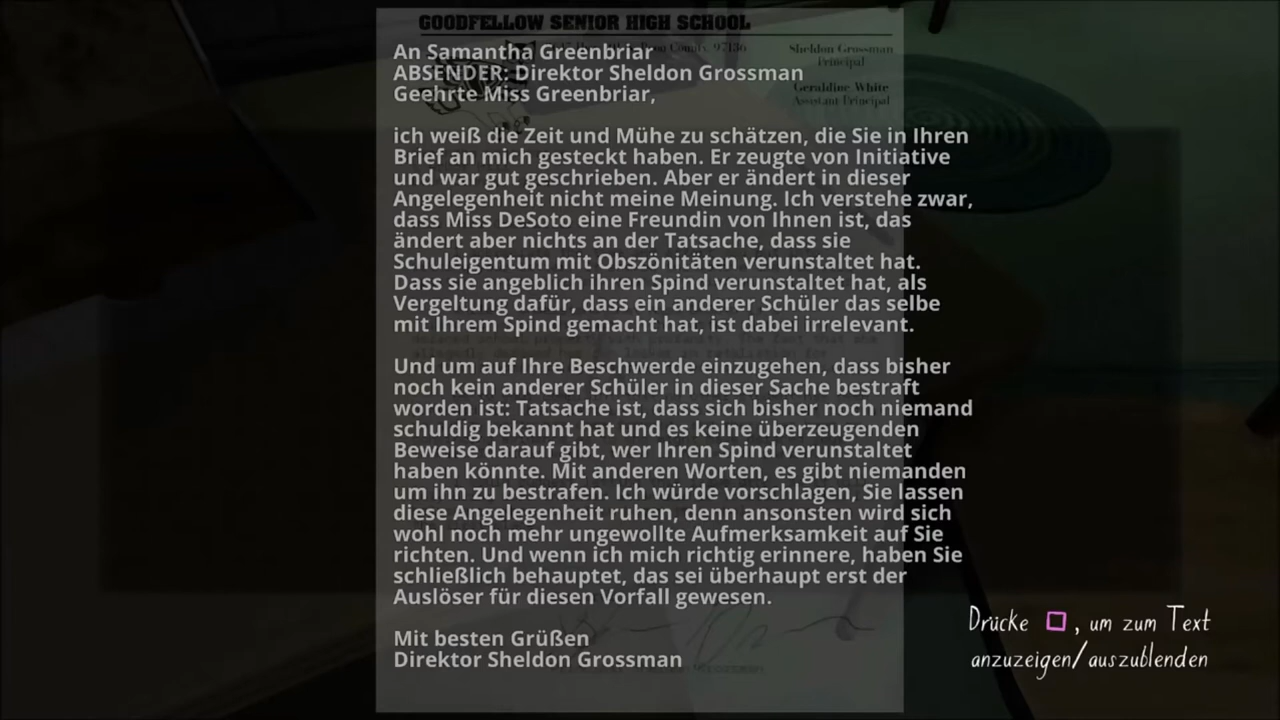 GOODFELLOW SENIOR HIGH SCHOOL
97136
Sheldon Grossman
Principal
Geraldine White
Assistant Principal
An Samantha Greenbriar
ABSENDER: Direktor Sheldon Grossman
Geehrte Miss Greenbriar,
ich weiß die Zeit und Mühe zu schätzen, die Sie in Ihren
Brief an mich gesteckt haben. Er zeugte von Initiative
und war gut geschrieben. Aber er ändert in dieser
Angelegenheit nicht meine Meinung. Ich verstehe zwar,
dass Miss DeSoto eine Freundin von Ihnen ist, das
ändert aber nichts an der Tatsache, dass sie
Schuleigentum mit Obszönitäten verunstaltet hat.
Dass sie angeblich ihren Spind verunstaltet hat, als
Vergeltung dafür, dass ein anderer Schüler das selbe
mit Ihrem Spind gemacht hat, ist dabei irrelevant.
Und um auf Ihre Beschwerde einzugehen, dass bisher
noch kein anderer Schüler in dieser Sache bestraft
worden ist: Tatsache ist, dass sich bisher noch niemand
schuldig bekannt hat und es keine überzeugenden
Beweise darauf gibt, wer Ihren Spind verunstaltet
haben könnte. Mit anderen Worten, es gibt niemanden
um ihn zu bestrafen. Ich würde vorschlagen, Sie lassen
diese Angelegenheit ruhen, denn ansonsten wird sich
wohl noch mehr ungewollte Aufmerksamkeit auf Sie
richten. Und wenn ich mich richtig erinnere, haben Sie
schließlich behauptet, das sei überhaupt erst der
Auslöser für diesen Vorfall gewesen.
Mit besten Grüßen
Direktor Sheldon Grossman
Drücke , um zum Text
anzuzeigen/auszublenden